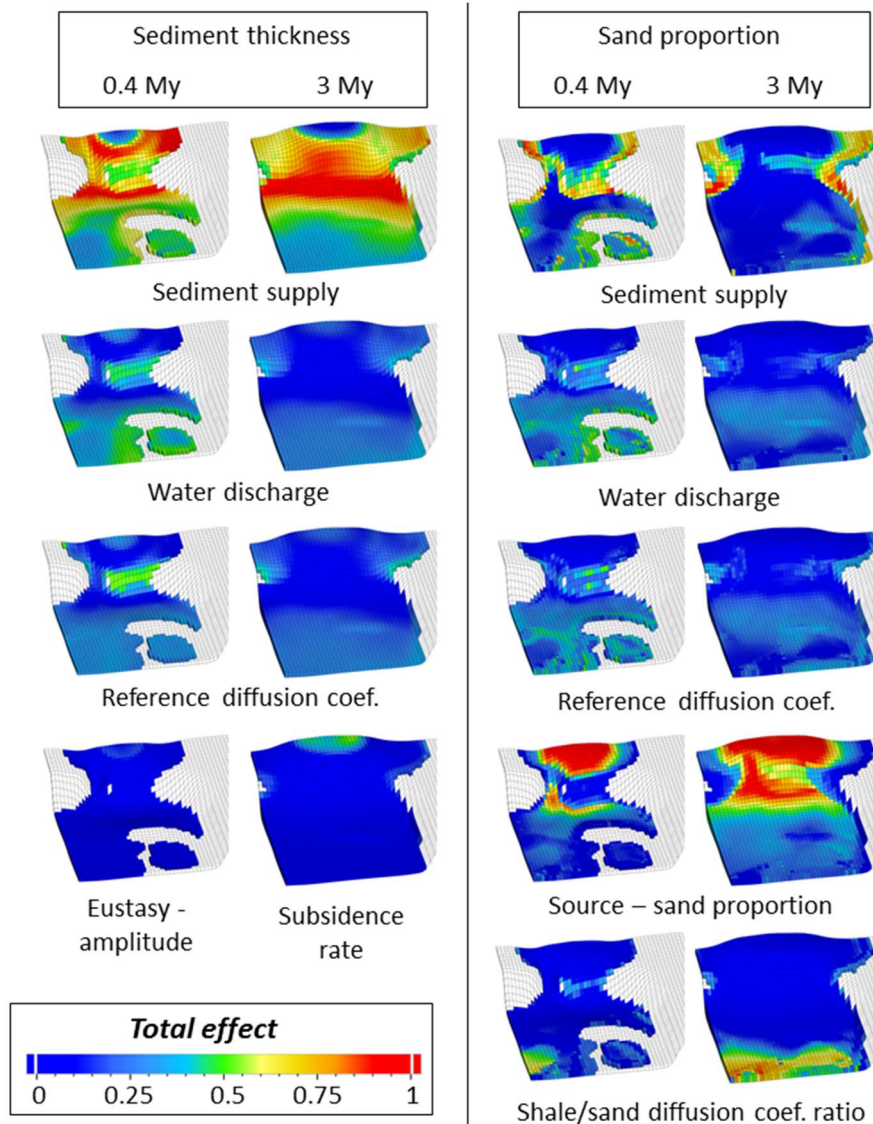 Sediment thickness
0.4 My 3 My
Sediment supply
Water discharge
Reference diffusion coef.
Eustasy -
amplitude
Subsidence
rate
Total effect
0 0.25 0.5 0.75 1
Sand proportion
0.4 My 3 My
Sediment supply
Water discharge
Reference diffusion coef.
Source – sand proportion
Shale/sand diffusion coef. ratio